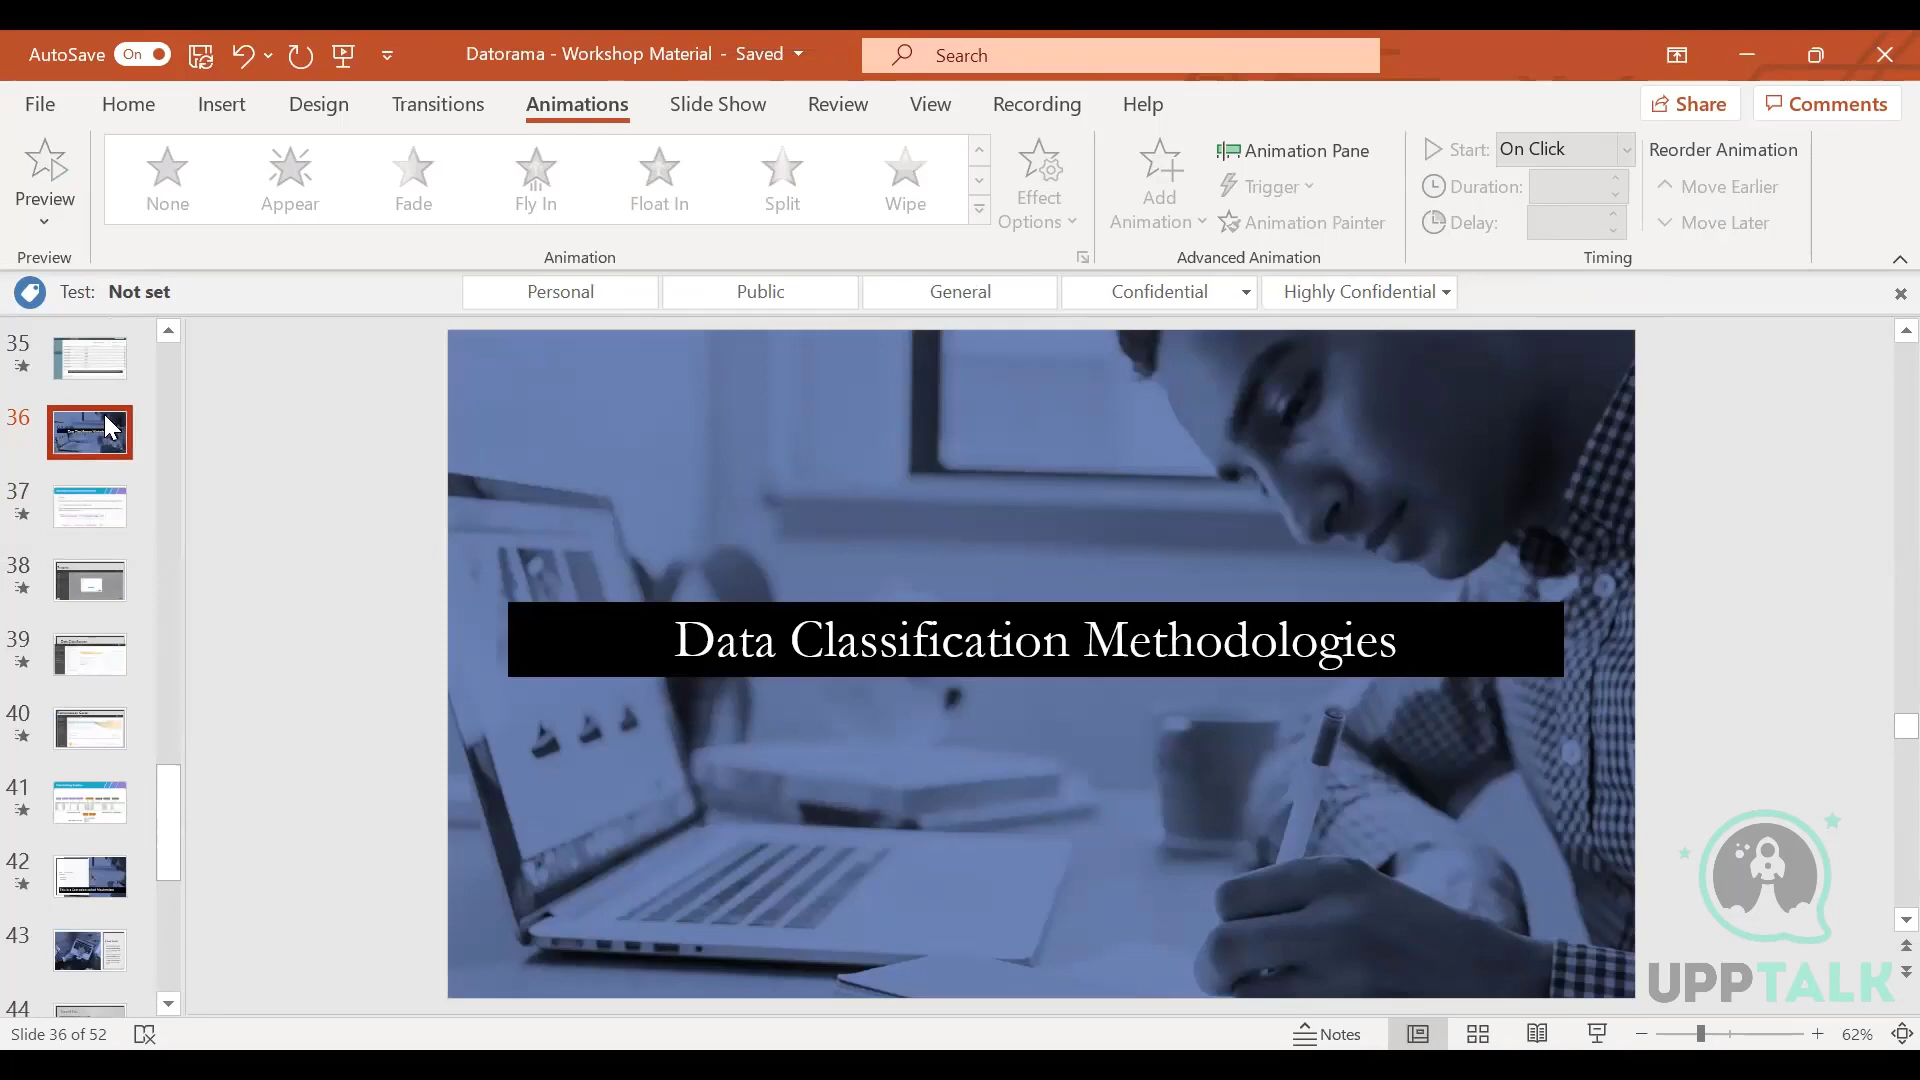 AutoSave On Datorama - Workshop Material - Saved Search
File Home Insert Design Transitions Animations Slide Show Review View Recording Help Share Comments
Preview
None Appear Fade Fly In Float In Split Wipe
Effect Options
Add Animation
Animation Pane
Trigger
Animation Painter
Start: On Click
Duration:
Delay:
Reorder Animation
Move Earlier
Move Later
Preview Animation Advanced Animation Timing
Test: Not set Personal Public General Confidential Highly Confidential
35
36
37
38
39
40
41
42
43
44
Data Classification Methodologies
UPPTALK
Slide 36 of 52 Notes 62%